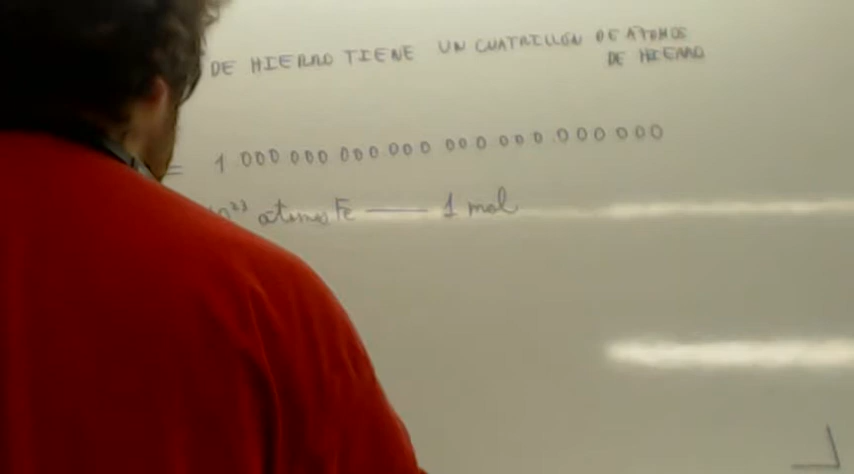 DE HIERRO TIENE UN CUATRILLON DE ATOMOS
DE HIERRO
= 1 000 000 000 000 000 000 000 000
0²³ atomos Fe —— 1 mol